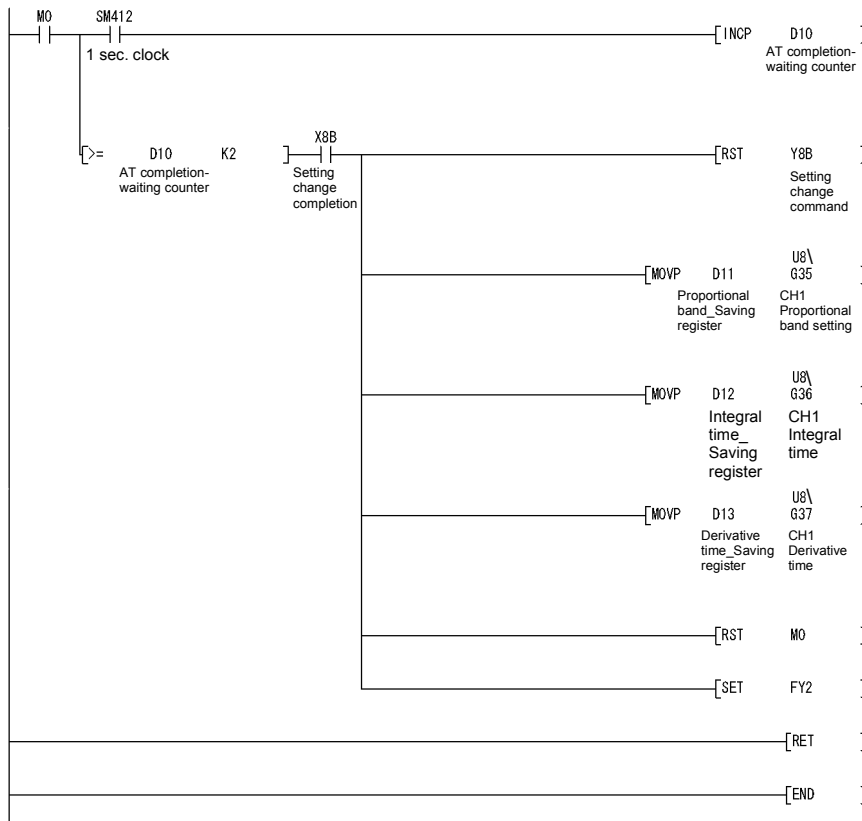 M0 SM412
[INCP D10 ]
1 sec. clock
AT completion-
waiting counter
X8B
[>= D10 K2 ]
[RST Y8B ]
AT completion-
waiting counter
Setting
change
completion
Setting
change
command
U8\
[MOVP D11 G35 ]
Proportional
band_Saving
register
CH1
Proportional
band setting
U8\
[MOVP D12 G36 ]
Integral
time_
Saving
register
CH1
Integral
time
U8\
[MOVP D13 G37 ]
Derivative
time_Saving
register
CH1
Derivative
time
[RST M0 ]
[SET FY2 ]
[RET ]
[END ]